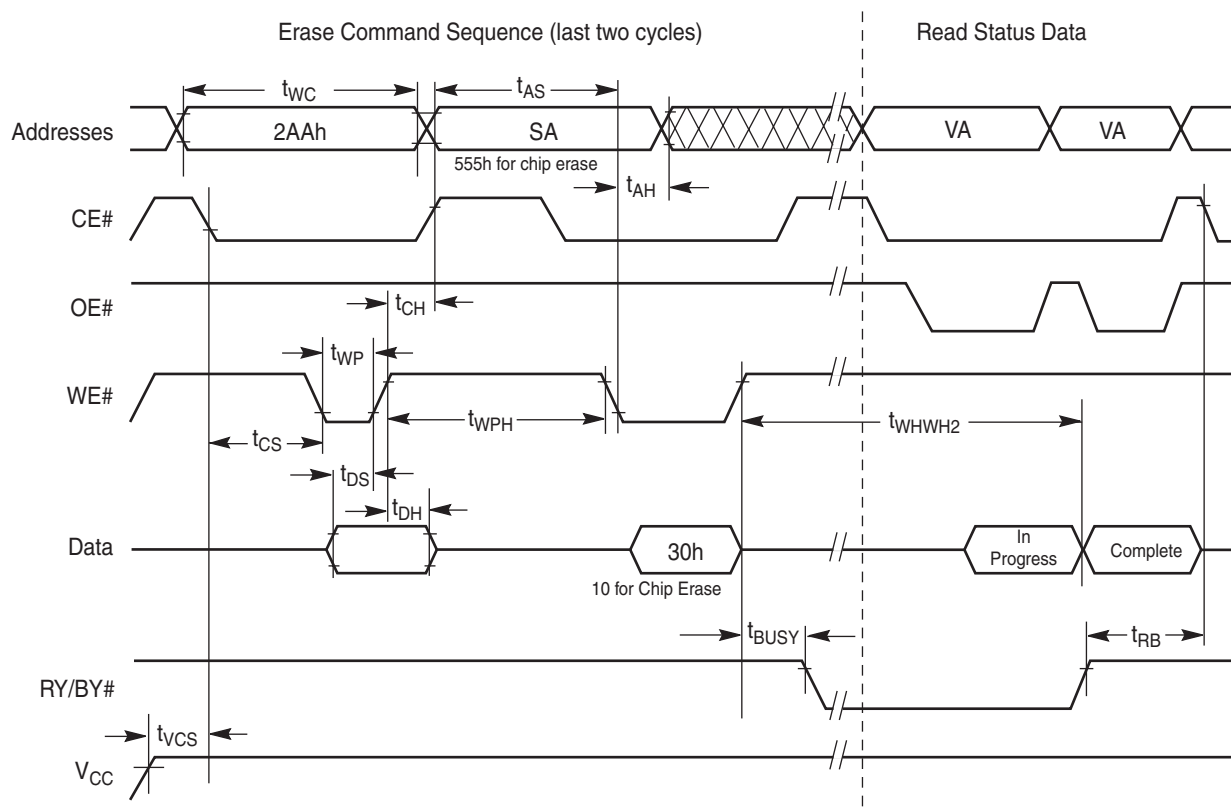 Erase Command Sequence (last two cycles)
Read Status Data
tWC
tAS
Addresses
2AAh
SA
VA
VA
555h for chip erase
tAH
CE#
OE#
tCH
tWP
WE#
tWPH
tWHWH2
tCS
tDS
tDH
Data
30h
In
Progress
Complete
10 for Chip Erase
tBUSY
tRB
RY/BY#
tVCS
VCC